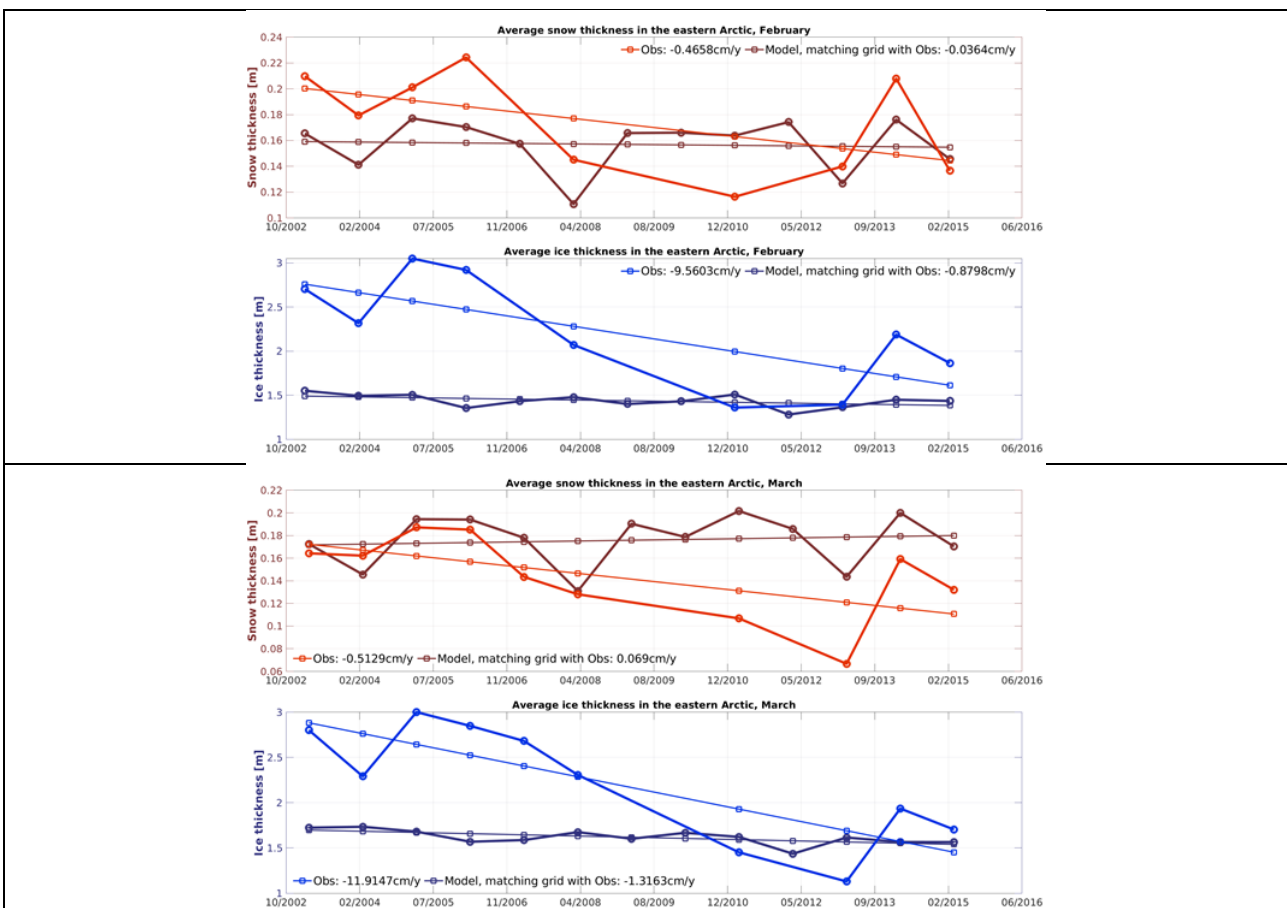 Average snow thickness in the eastern Arctic, February
Snow thickness [m]
0.24
0.22
0.2
0.18
0.16
0.14
0.12
0.1
Obs: -0.4658cm/y Model, matching grid with Obs: -0.0364cm/y
10/2002 02/2004 07/2005 11/2006 04/2008 08/2009 12/2010 05/2012 09/2013 02/2015 06/2016
Average ice thickness in the eastern Arctic, February
Ice thickness [m]
3
2.5
2
1.5
1
Obs: -9.5603cm/y Model, matching grid with Obs: -0.8798cm/y
10/2002 02/2004 07/2005 11/2006 04/2008 08/2009 12/2010 05/2012 09/2013 02/2015 06/2016
Average snow thickness in the eastern Arctic, March
Snow thickness [m]
0.22
0.2
0.18
0.16
0.14
0.12
0.1
0.08
0.06
Obs: -0.5129cm/y Model, matching grid with Obs: 0.069cm/y
10/2002 02/2004 07/2005 11/2006 04/2008 08/2009 12/2010 05/2012 09/2013 02/2015 06/2016
Average ice thickness in the eastern Arctic, March
Ice thickness [m]
3
2.5
2
1.5
1
Obs: -11.9147cm/y Model, matching grid with Obs: -1.3163cm/y
10/2002 02/2004 07/2005 11/2006 04/2008 08/2009 12/2010 05/2012 09/2013 02/2015 06/2016